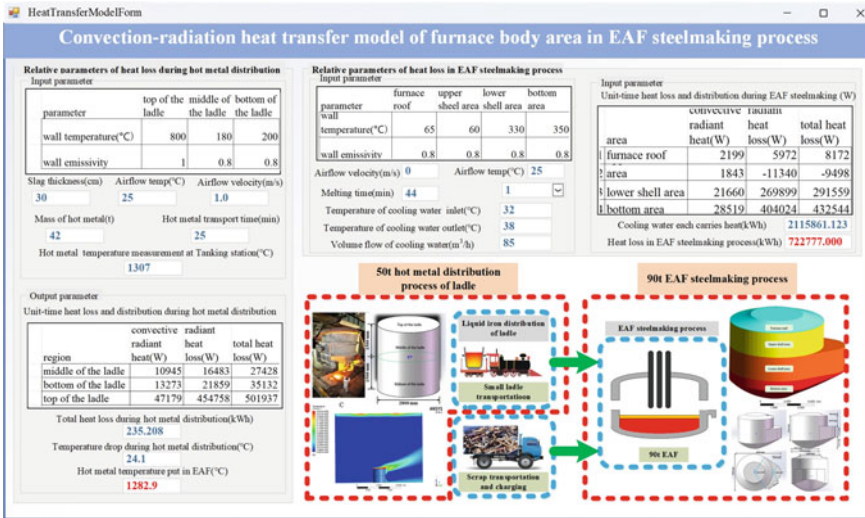 HeatTransferModelForm
Convection-radiation heat transfer model of furnace body area in EAF steelmaking process
Relative parameters of heat loss during hot metal distribution
Input parameter
parameter top of the ladle middle of the ladle bottom of the ladle
wall temperature(℃) 800 180 200
wall emissivity 1 0.8 0.8
Slag thickness(cm) Airflow temp(℃) Airflow velocity(m/s)
30 25 1.0
Mass of hot metal(t) Hot metal transport time(min)
42 25
Hot metal temperature measurement at Tanking station(℃)
1307
Output parameter
Unit-time heat loss and distribution during hot metal distribution
region convective radiant heat(W) radiant heat loss(W) total heat loss(W)
middle of the ladle 10945 16483 27428
bottom of the ladle 13273 21859 35132
top of the ladle 47179 454758 501937
Total heat loss during hot metal distribution(kWh)
235.208
Temperature drop during hot metal distribution(℃)
24.1
Hot metal temperature put in EAF(℃)
1282.9
Relative parameters of heat loss in EAF steelmaking process
Input parameter
parameter furnace roof upper sheel area lower shell area bottom area
wall temperature(℃) 65 60 330 350
wall emissivity 0.8 0.8 0.8 0.8
Airflow velocity(m/s) 0 Airflow temp(℃) 25
Melting time(min) 44 1
Temperature of cooling water inlet(℃) 32
Temperature of cooling water outlet(℃) 38
Volume flow of cooling water(m³/h) 85
Input parameter
Unit-time heat loss and distribution during EAF steelmaking (W)
area convective radiant heat(W) radiant heat loss(W) total heat loss(W)
1 furnace roof 2199 5972 8172
2 area 1843 -11340 -9498
3 lower shell area 21660 269899 291559
4 bottom area 28519 404024 432544
Cooling water each carries heat(kWh) 2115861.123
Heat loss in EAF steelmaking process(kWh) 722777.000
50t hot metal distribution
process of ladle
Top of the ladle
Middle of the ladle
Liquid iron distribution
of ladle
Small ladle
transportatioon
Scrap transportation
and charging
90t EAF steelmaking process
EAF steelmaking process
90t EAF